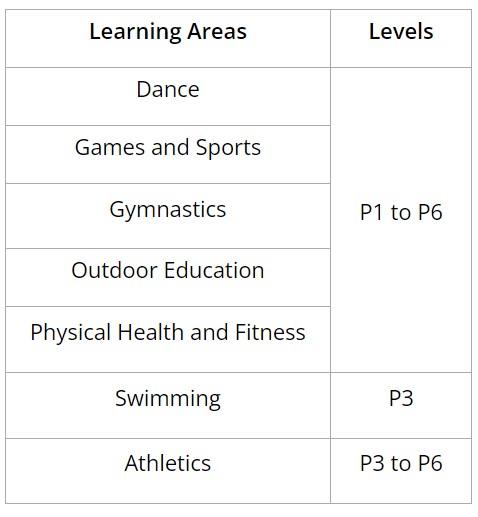 Learning Areas Levels
Dance
Games and Sports
Gymnastics P1 to P6
Outdoor Education
Physical Health and Fitness
Swimming P3
Athletics P3 to P6